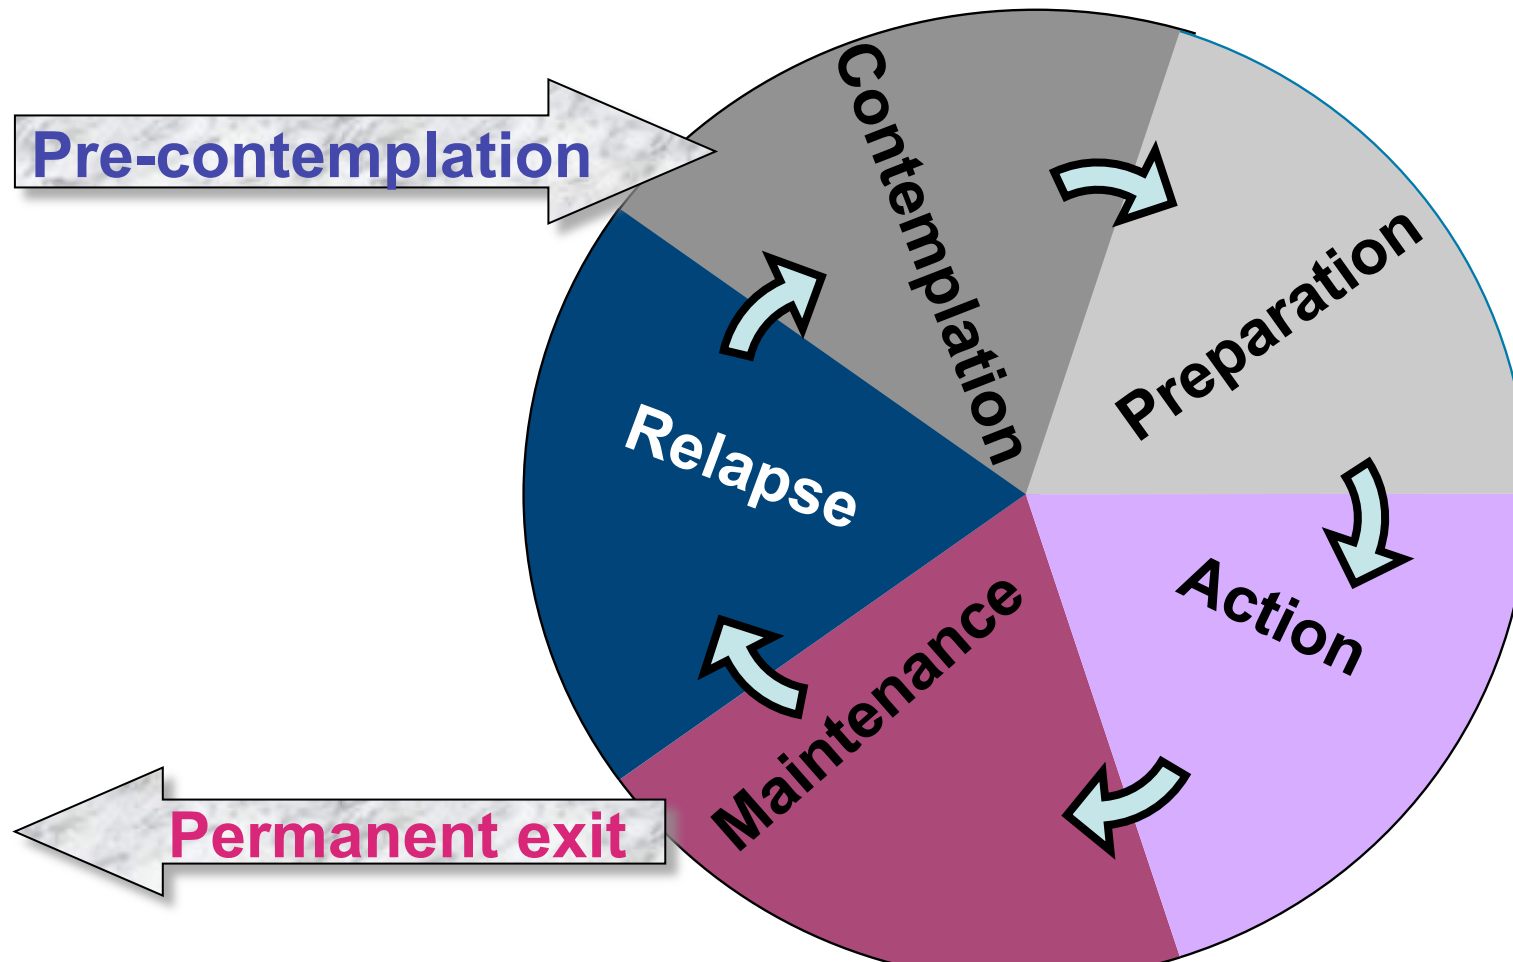 Pre-contemplation
Contemplation
Preparation
Action
Maintenance
Relapse
Permanent exit